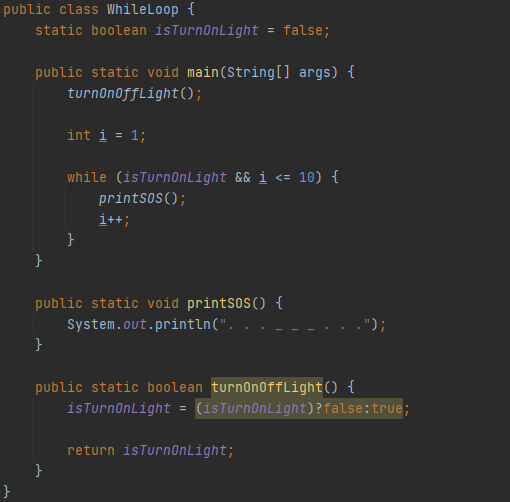 public class WhileLoop {
    static boolean isTurnOnLight = false;

    public static void main(String[] args) {
        turnOnOffLight();

        int i = 1;

        while (isTurnOnLight && i <= 10) {
            printSOS();
            i++;
        }
    }

    public static void printSOS() {
        System.out.println(". . . _ _ _ . . .");
    }

    public static boolean turnOnOffLight() {
        isTurnOnLight = (isTurnOnLight)?false:true;

        return isTurnOnLight;
    }
}